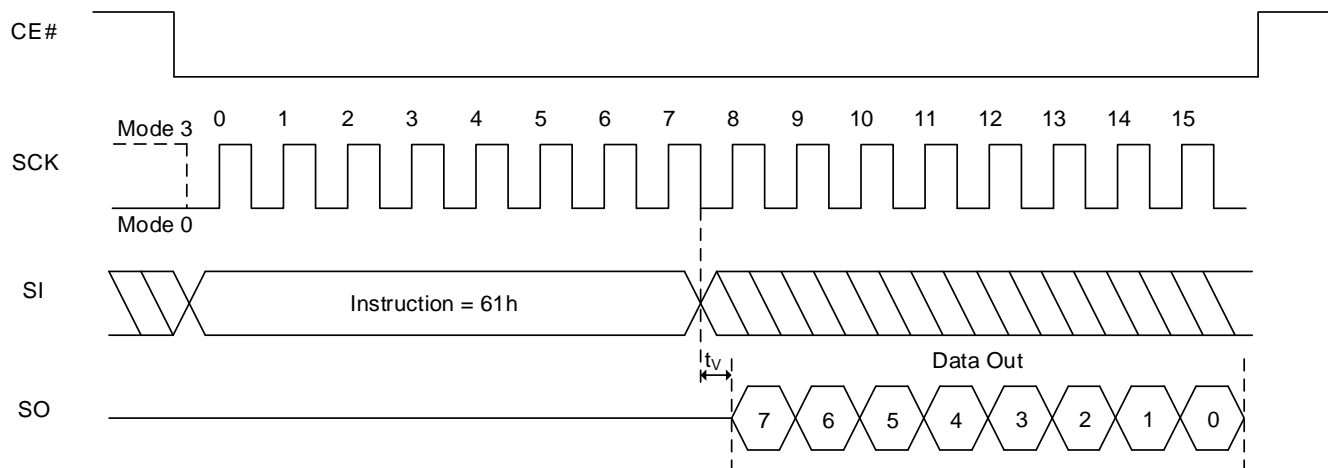 CE#
0 1 2 3 4 5 6 7 8 9 10 11 12 13 14 15
Mode 3
SCK
Mode 0
SI
Instruction = 61h
tV
Data Out
SO
7 6 5 4 3 2 1 0